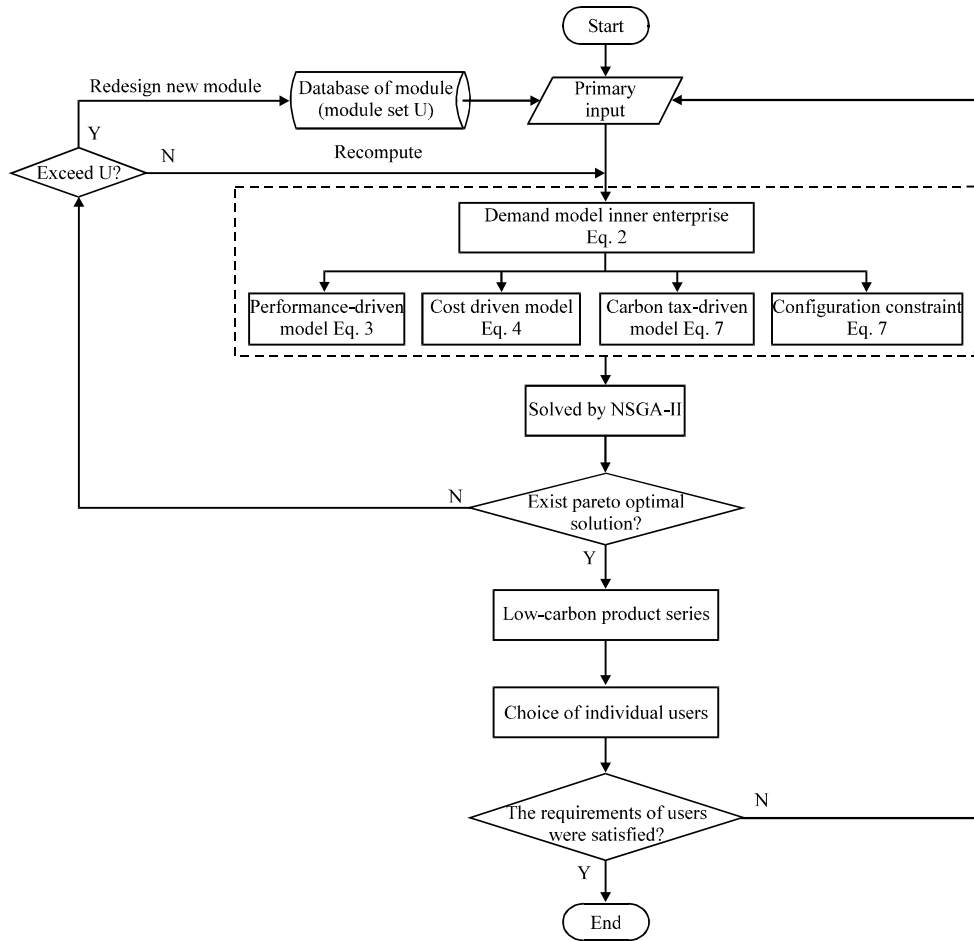 Start
Redesign new module
Database of module
(module set U)
Primary
input
Y
N
Recompute
Exceed U?
Demand model inner enterprise
Eq. 2
Performance-driven
model Eq. 3
Cost driven model
Eq. 4
Carbon tax-driven
model Eq. 7
Configuration constraint
Eq. 7
Solved by NSGA-II
N
Exist pareto optimal
solution?
Y
Low-carbon product series
Choice of individual users
The requirements of users
were satisfied?
N
Y
End